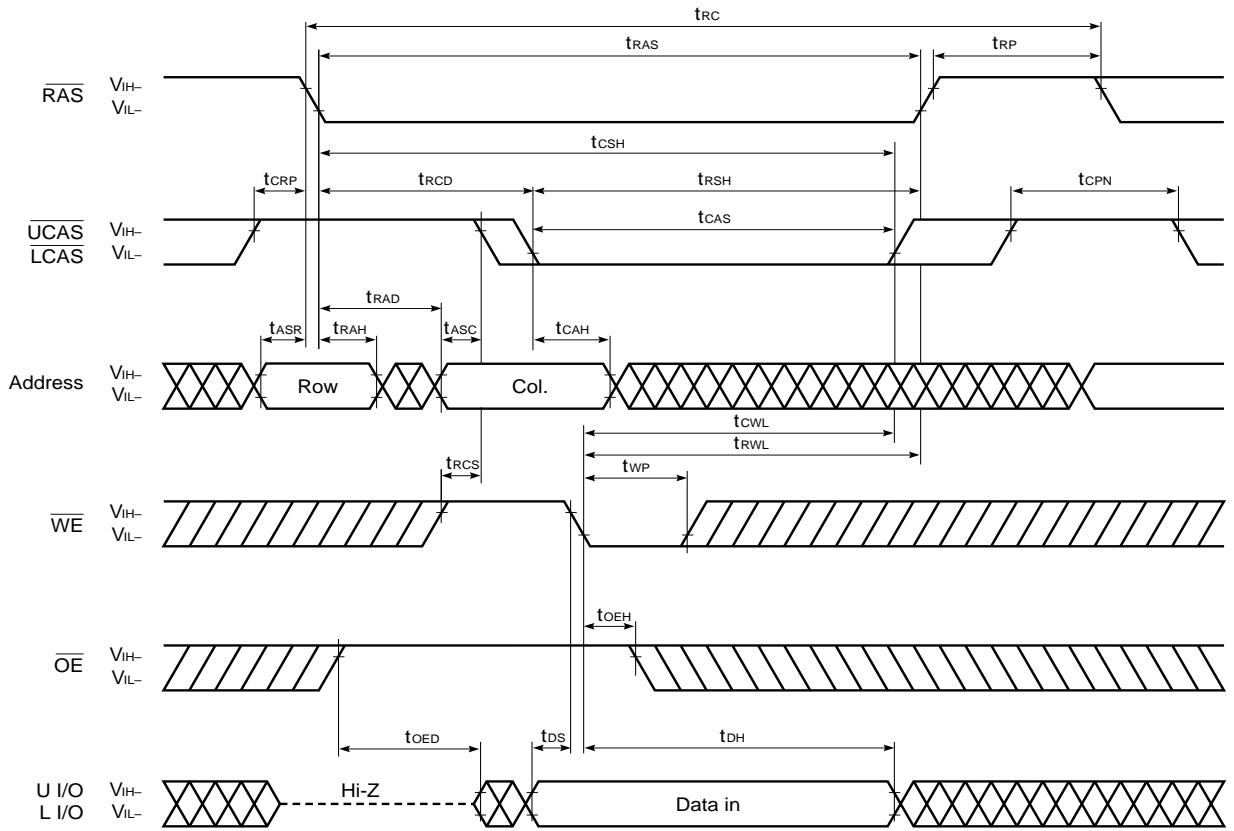 tRC
tRAS
tRP
RAS
VIH–
VIL–
tCSH
tCRP
tRCD
tRSH
tCPN
tCAS
UCAS
LCAS
VIH–
VIL–
tRAD
tASR
tRAH
tASC
tCAH
Address
VIH–
VIL–
Row
Col.
tCWL
tRWL
tRCS
tWP
WE
VIH–
VIL–
tOEH
OE
VIH–
VIL–
tOED
tDS
tDH
U I/O
L I/O
VIH–
VIL–
Hi-Z
Data in